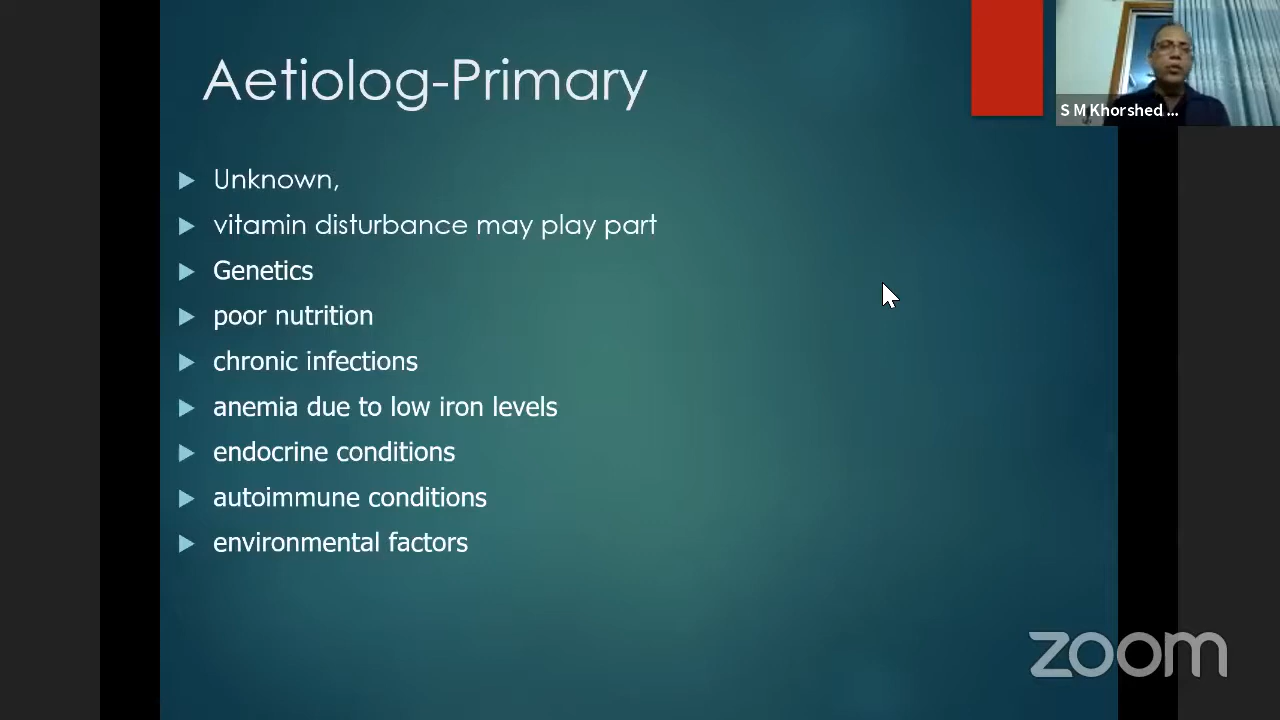 Aetiolog-Primary
S M Khorshed ...
Unknown,
vitamin disturbance may play part
Genetics
poor nutrition
chronic infections
anemia due to low iron levels
endocrine conditions
autoimmune conditions
environmental factors
zoom